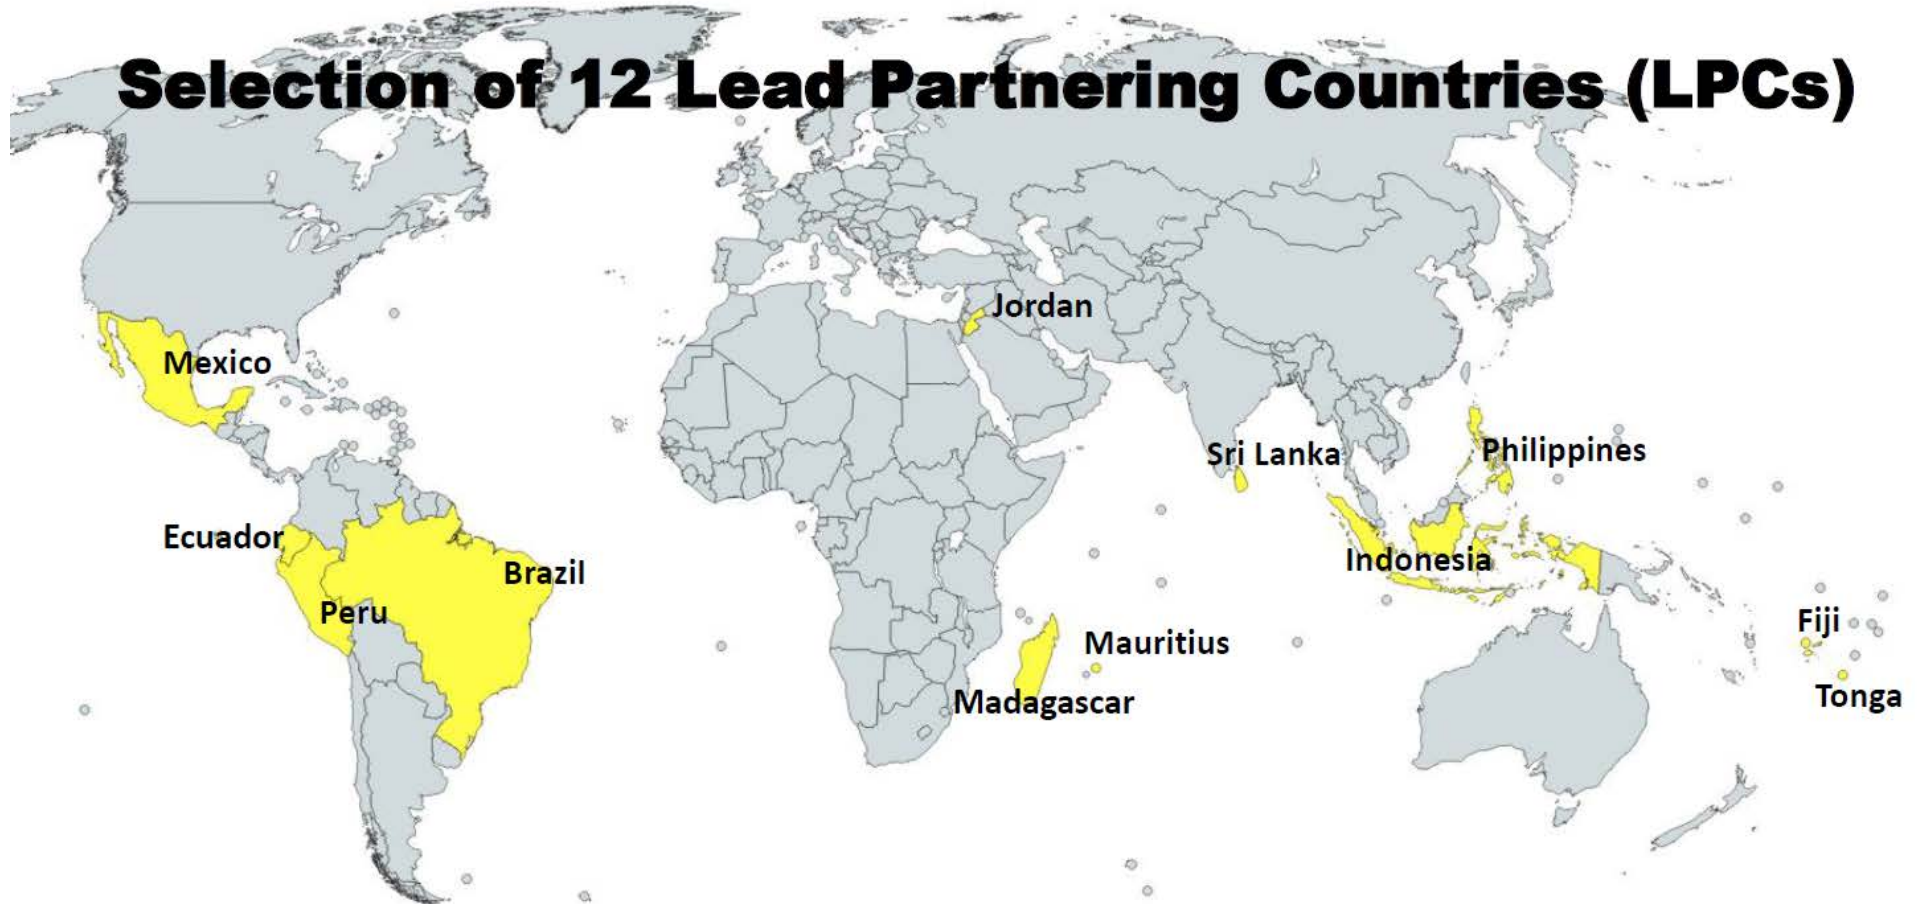 Selection of 12 Lead Partnering Countries (LPCs)
Jordan
Mexico
Sri Lanka
Philippines
Ecuador
Brazil
Indonesia
Peru
Fiji
Mauritius
Madagascar
Tonga